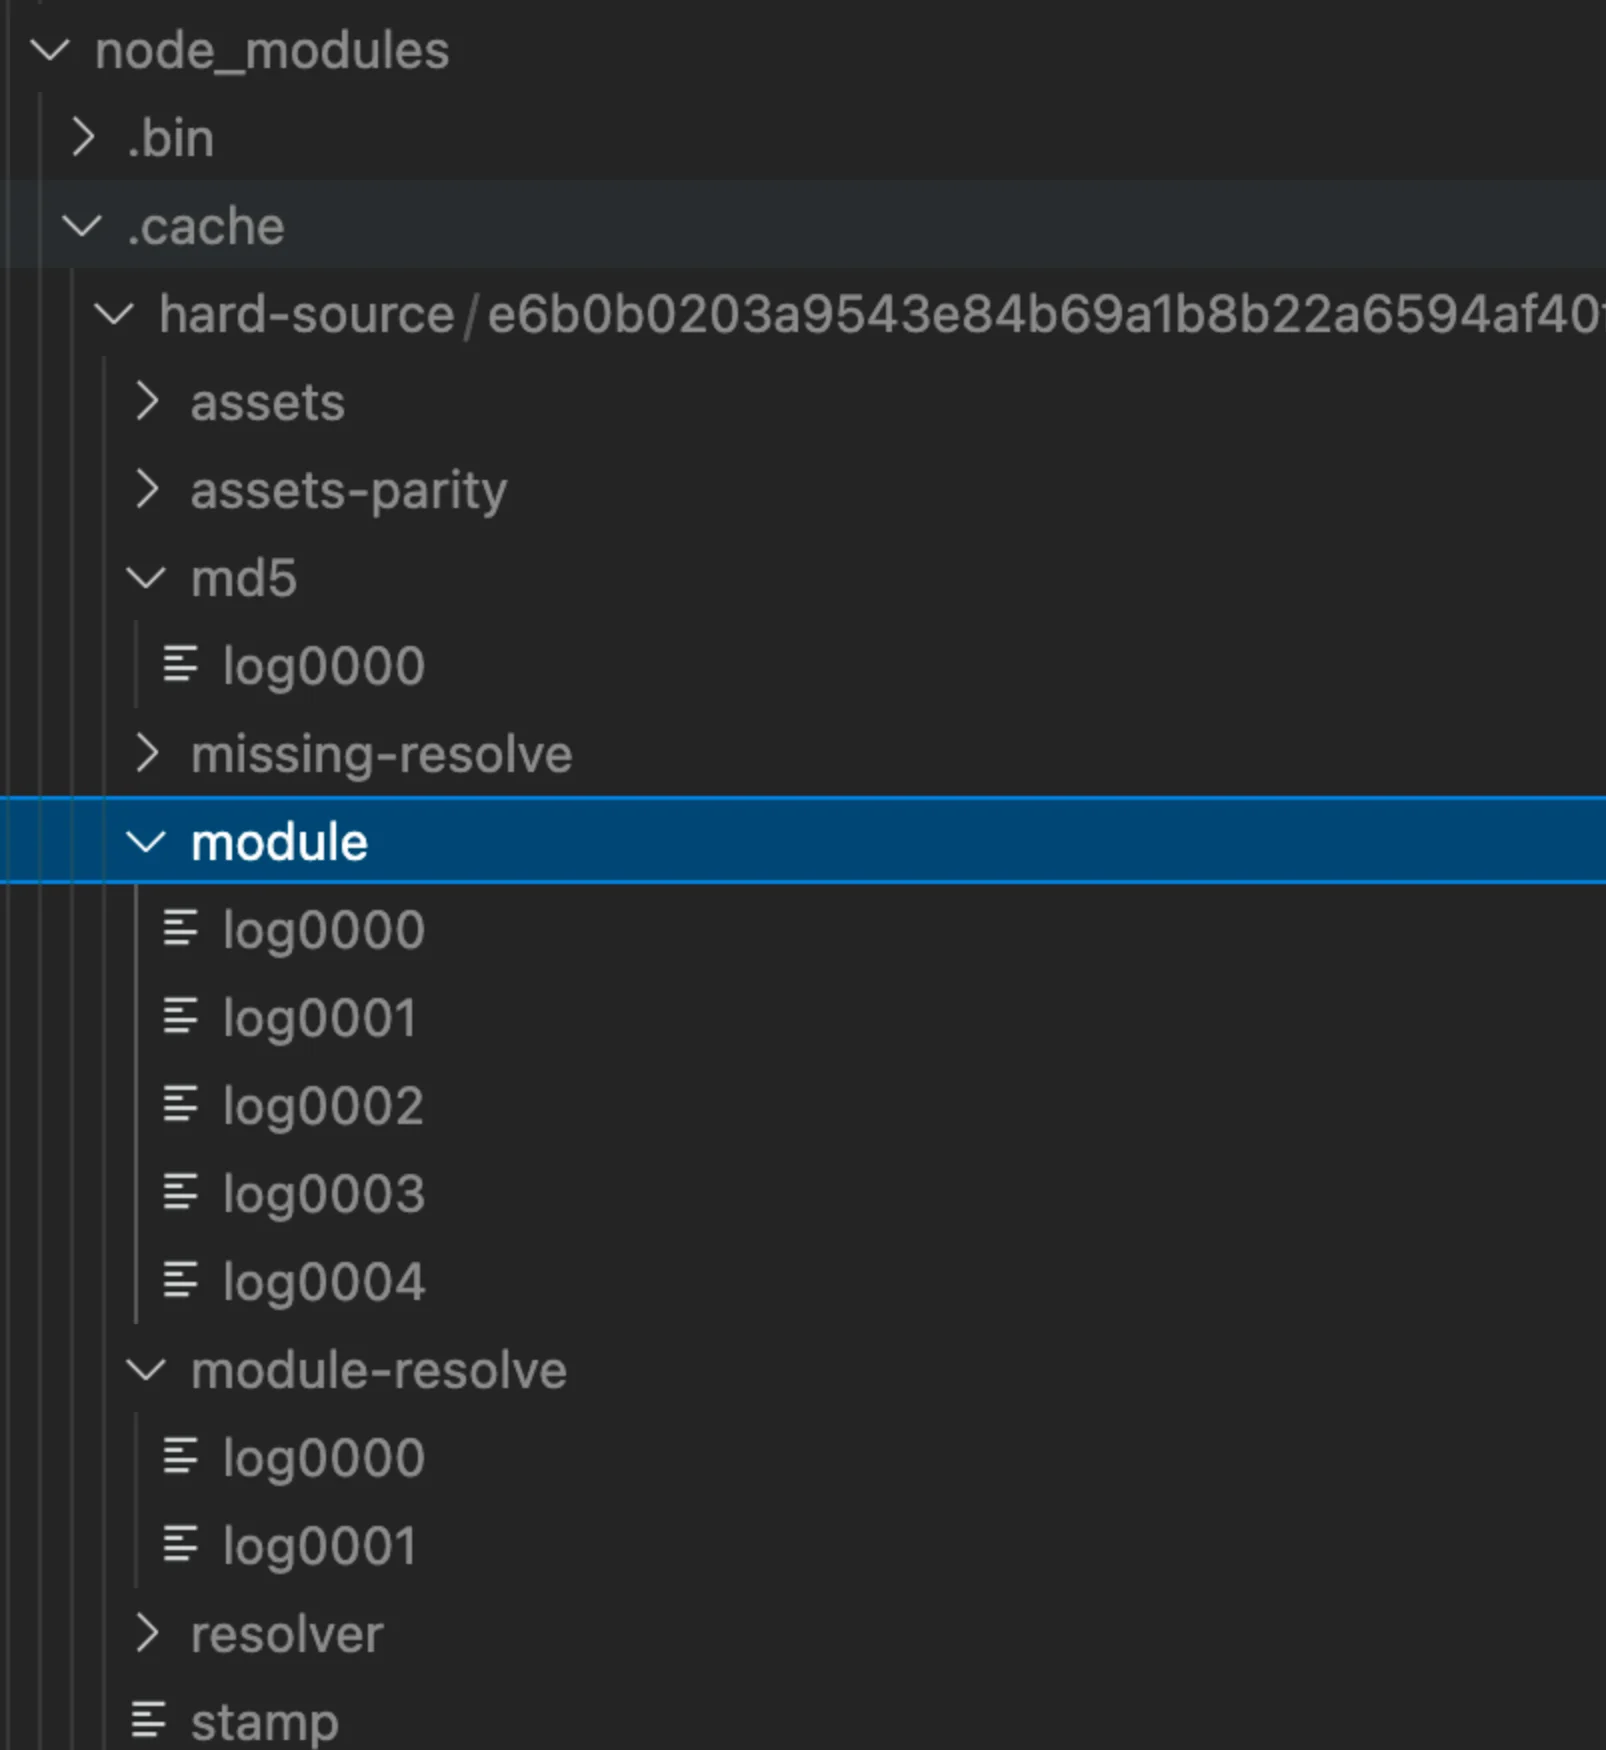 node_modules
.bin
.cache
hard-source/e6b0b0203a9543e84b69a1b8b22a6594af40
assets
assets-parity
md5
log0000
missing-resolve
module
log0000
log0001
log0002
log0003
log0004
module-resolve
log0000
log0001
resolver
stamp